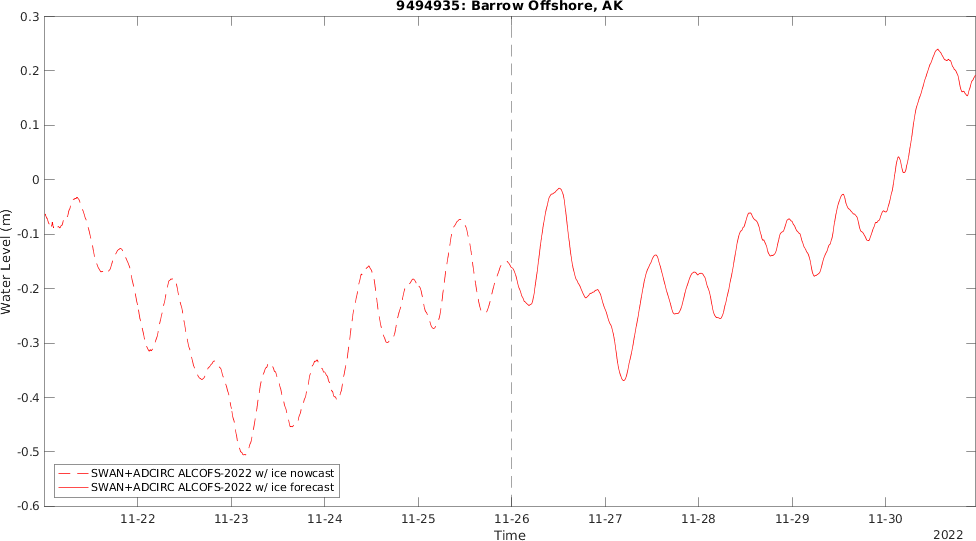 9494935: Barrow Offshore, AK
0.3
0.2
0.1
0
-0.1
-0.2
-0.3
-0.4
-0.5
-0.6
Water Level (m)
SWAN+ADCIRC ALCOFS-2022 w/ ice nowcast
SWAN+ADCIRC ALCOFS-2022 w/ ice forecast
11-22 11-23 11-24 11-25 11-26 11-27 11-28 11-29 11-30
Time
2022